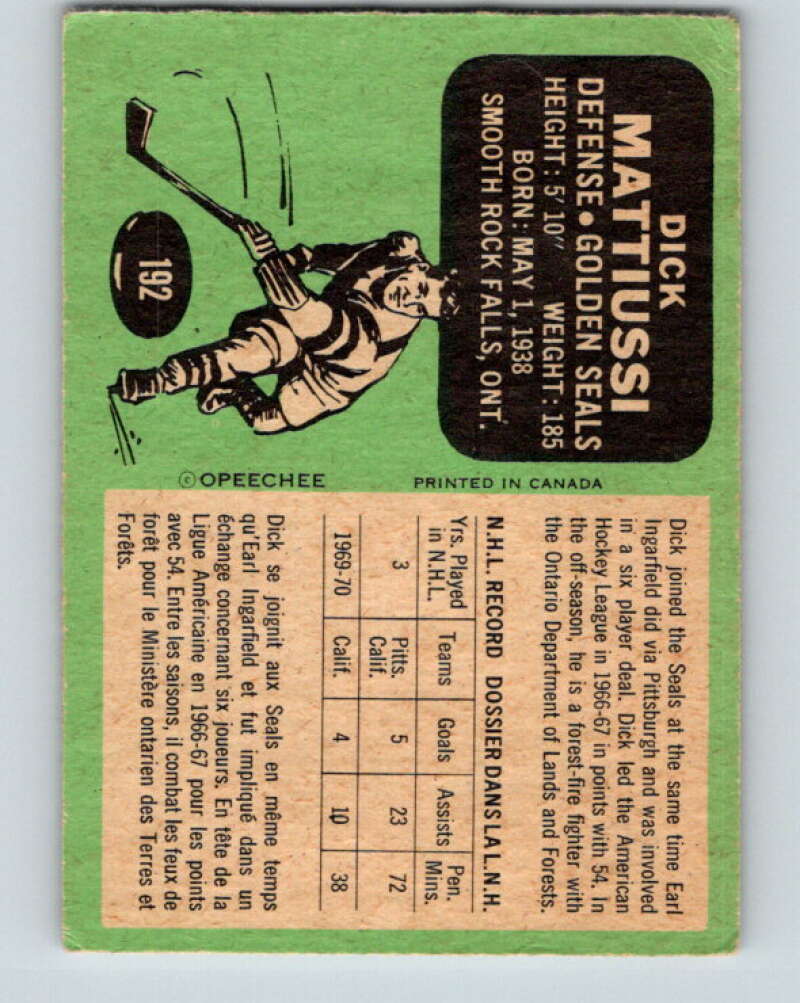 DICK
MATTIUSSI
DEFENSE • GOLDEN SEALS
HEIGHT: 5'10" WEIGHT: 185
BORN: MAY 1, 1938
SMOOTH ROCK FALLS, ONT.
192
© OPEECHEE
PRINTED IN CANADA
Dick joined the Seals at the same time Earl
Ingarfield did via Pittsburgh and was involved
in a six player deal. Dick led the American
Hockey League in 1966-67 in points with 54. In
the off-season, he is a forest-fire fighter with
the Ontario Department of Lands and Forests.
N.H.L. RECORD DOSSIER DANS LA L.N.H.
Yrs. Played Teams Goals Assists Pen.
in N.H.L. Mins.
3 Pitts. 5 23 72
Calif.
1969-70 Calif. 4 10 38
Dick se joignit aux Seals en même temps
qu'Earl Ingarfield et fut impliqué dans un
échange concernant six joueurs. En tête de la
Ligue Américaine en 1966-67 pour les points
avec 54. Entre les saisons, il combat les feux de
forêt pour le Ministère ontarien des Terres et
Forêts.